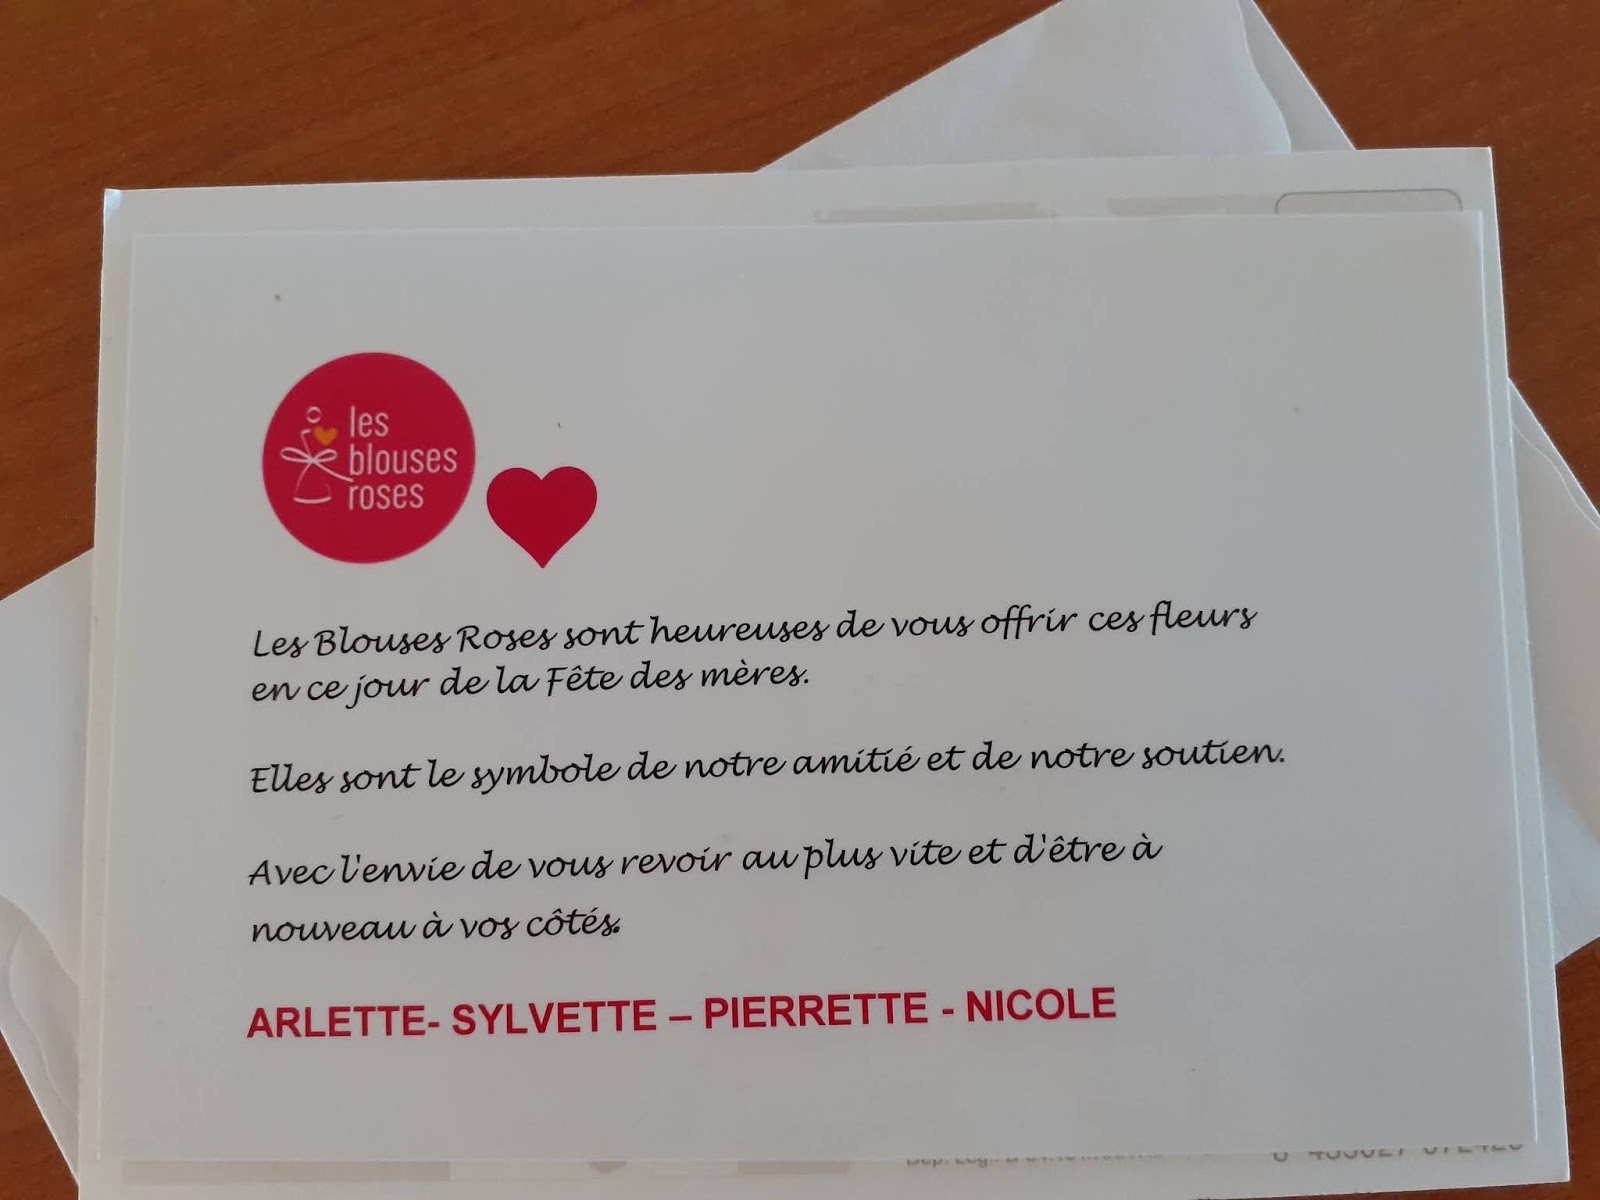 les
blouses
roses
Les Blouses Roses sont heureuses de vous offrir ces fleurs
en ce jour de la Fête des mères.
Elles sont le symbole de notre amitié et de notre soutien.
Avec l'envie de vous revoir au plus vite et d'être à
nouveau à vos côtés.
ARLETTE- SYLVETTE – PIERRETTE - NICOLE